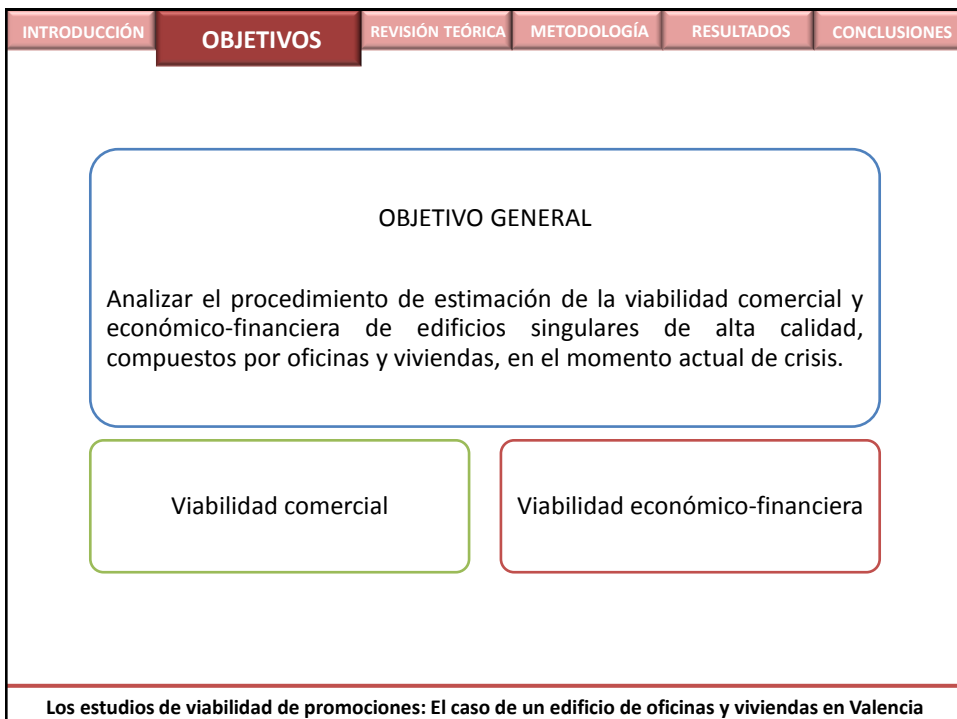 INTRODUCCIÓN
OBJETIVOS
REVISIÓN TEÓRICA
METODOLOGÍA
RESULTADOS
CONCLUSIONES
OBJETIVO GENERAL
Analizar el procedimiento de estimación de la viabilidad comercial y
económico-financiera de edificios singulares de alta calidad,
compuestos por oficinas y viviendas, en el momento actual de crisis.
Viabilidad comercial
Viabilidad económico-financiera
Los estudios de viabilidad de promociones: El caso de un edificio de oficinas y viviendas en Valencia